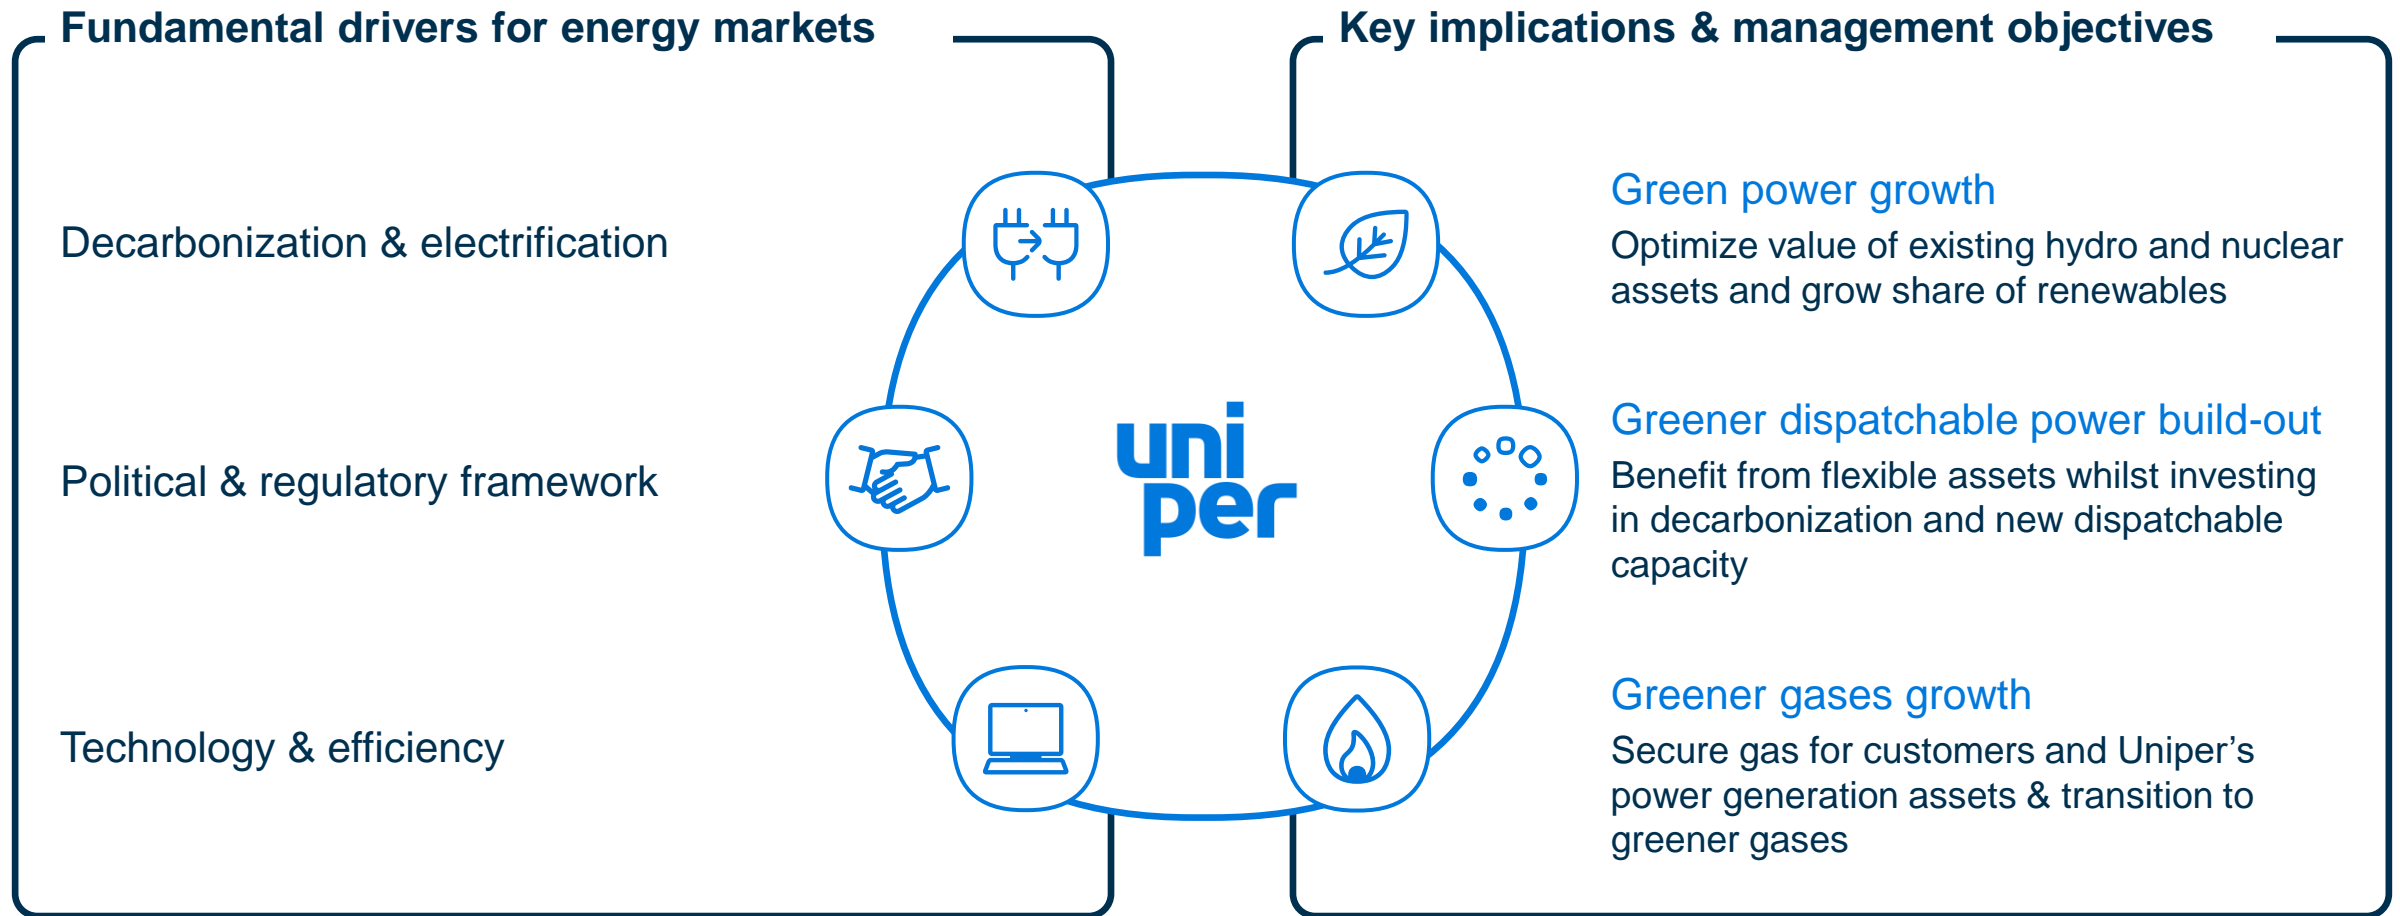 Fundamental drivers for energy markets
Decarbonization & electrification
Political & regulatory framework
Technology & efficiency
uni
per
Key implications & management objectives
Green power growth
Optimize value of existing hydro and nuclear
assets and grow share of renewables
Greener dispatchable power build-out
Benefit from flexible assets whilst investing
in decarbonization and new dispatchable
capacity
Greener gases growth
Secure gas for customers and Uniper’s
power generation assets & transition to
greener gases